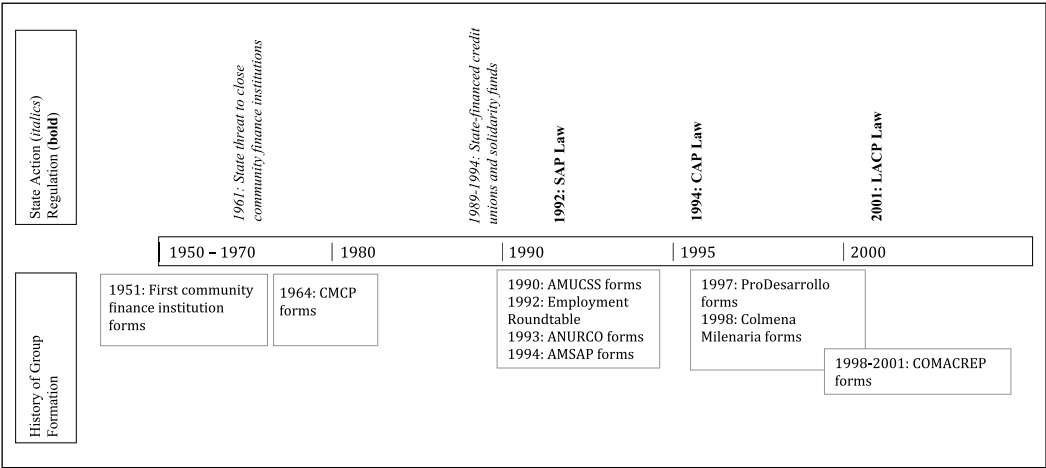 State Action (italics)
Regulation (bold)
1961: State threat to close
community finance institutions
1989-1994: State-financed credit
unions and solidarity funds
1992: SAP Law
1994: CAP Law
2001: LACP Law
1950 – 1970
1980
1990
1995
2000
History of Group
Formation
1951: First community
finance institution
forms
1964: CMCP
forms
1990: AMUCSS forms
1992: Employment
Roundtable
1993: ANURCO forms
1994: AMSAP forms
1997: ProDesarrollo
forms
1998: Colmena
Milenaria forms
1998-2001: COMACREP
forms